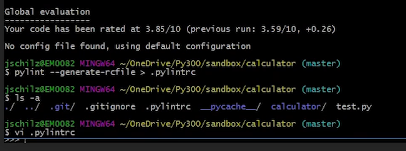 Global evaluation
-----------------
Your code has been rated at 3.85/10 (previous run: 3.59/10, +0.26)
No config file found, using default configuration
jschilz@EM0082 MINGW64 ~/OneDrive/Py300/sandbox/calculator (master)
$ pylint --generate-rcfile > .pylintrc
jschilz@EM0082 MINGW64 ~/OneDrive/Py300/sandbox/calculator (master)
$ ls -a
./ ../ .git/ .gitignore .pylintrc __pycache__/ calculator/ test.py
jschilz@EM0082 MINGW64 ~/OneDrive/Py300/sandbox/calculator (master)
$ vi .pylintrc
>>>